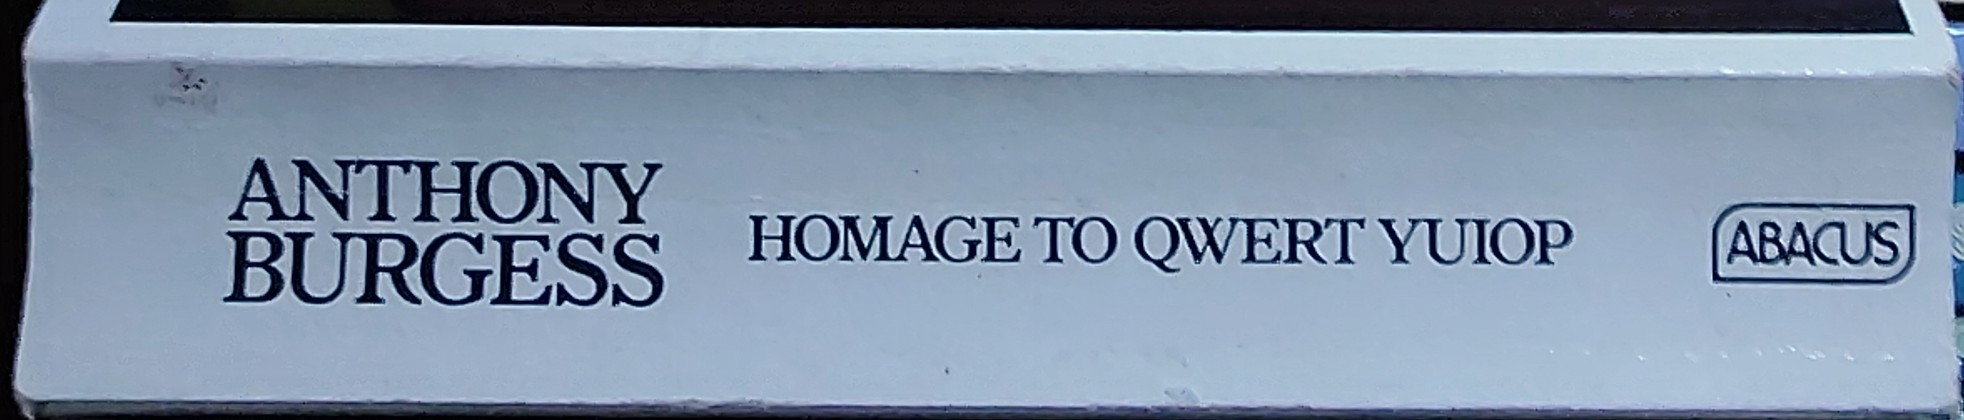 ANTHONY
BURGESS
HOMAGE TO QWERT YUIOP
ABACUS